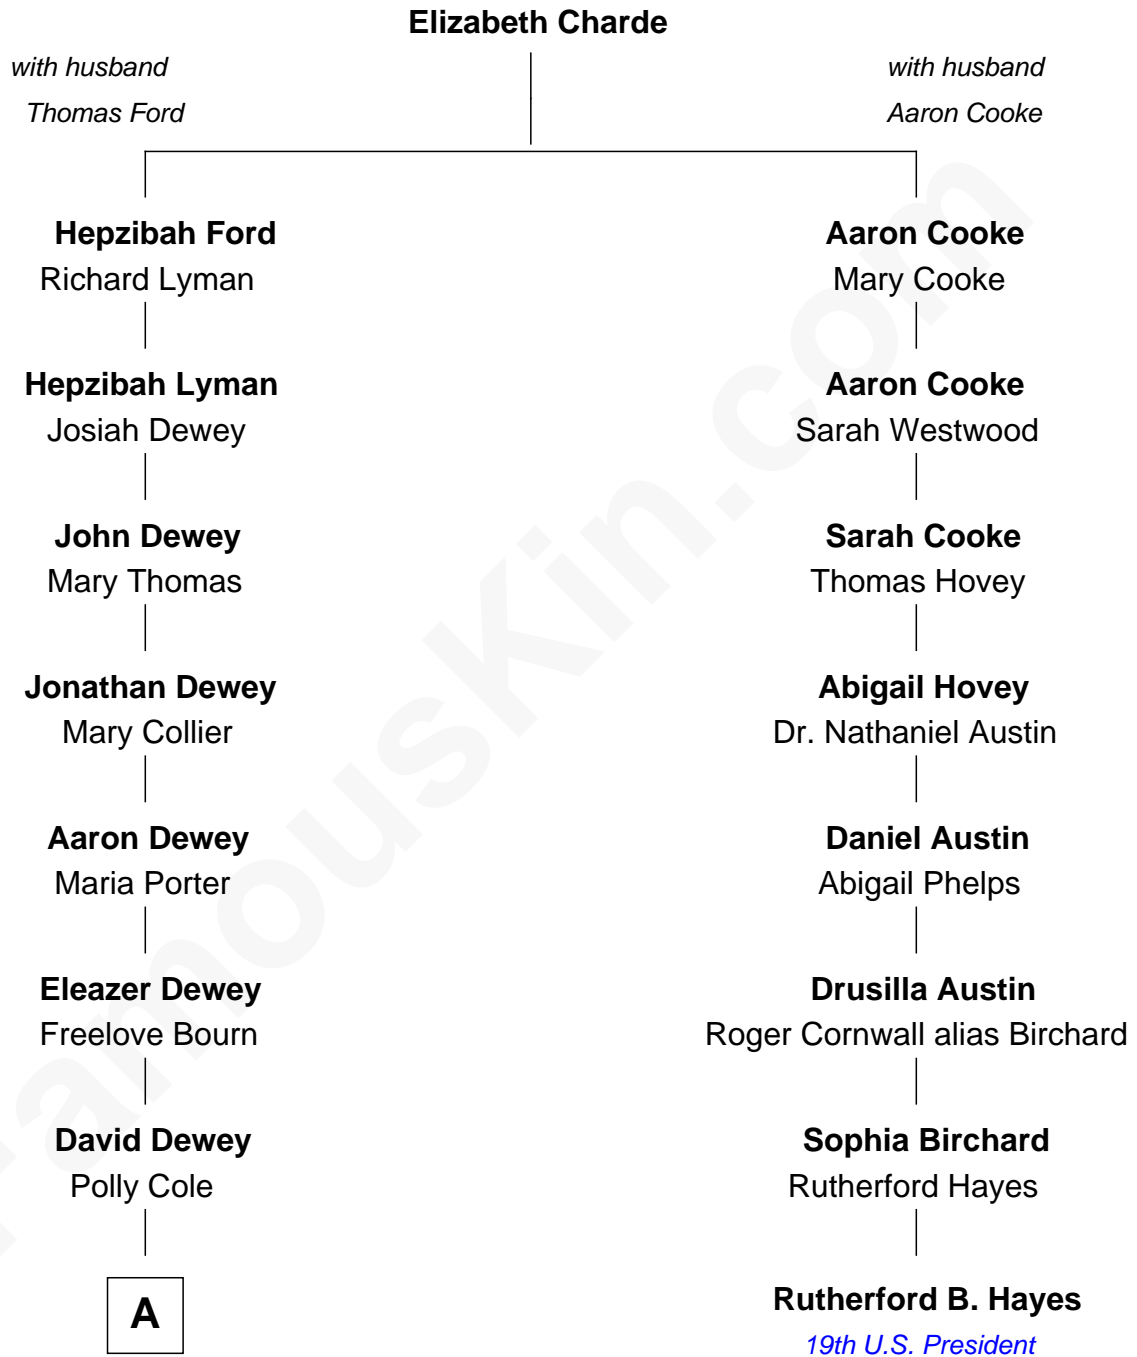 Elizabeth Charde
with husband
Thomas Ford
with husband
Aaron Cooke
Hepzibah Ford
Richard Lyman
Aaron Cooke
Mary Cooke
Hepzibah Lyman
Josiah Dewey
Aaron Cooke
Sarah Westwood
John Dewey
Mary Thomas
Sarah Cooke
Thomas Hovey
Jonathan Dewey
Mary Collier
Abigail Hovey
Dr. Nathaniel Austin
Aaron Dewey
Maria Porter
Daniel Austin
Abigail Phelps
Eleazer Dewey
Freelove Bourn
Drusilla Austin
Roger Cornwall alias Birchard
David Dewey
Polly Cole
Sophia Birchard
Rutherford Hayes
A
Rutherford B. Hayes
19th U.S. President
FamousKin.com